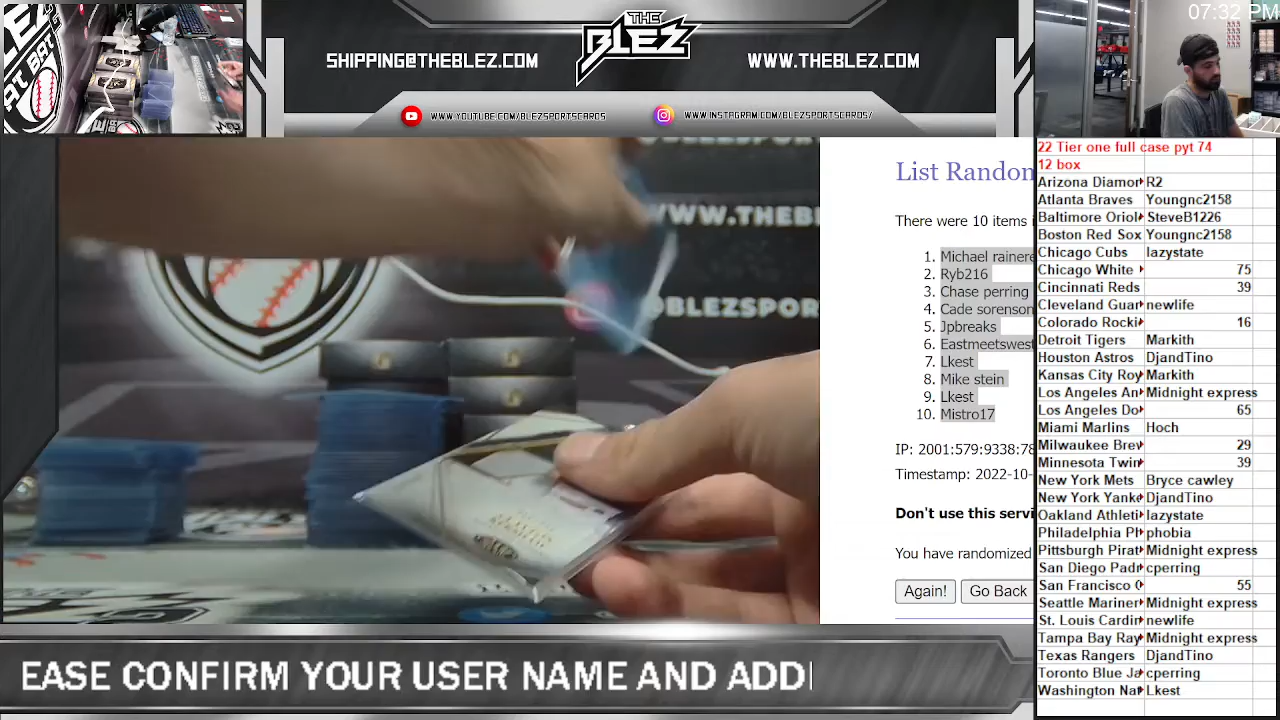 07:32 PM
THE
BLEZ
SHIPPING@THEBLEZ.COM
WWW.THEBLEZ.COM
WWW.YOUTUBE.COM/BLEZSPORTSCARDS
WWW.INSTAGRAM.COM/BLEZSPORTSCARDS/
WWW.THEB
@BLEZSPOR
List Random
There were 10 items i
1. Michael rainere
2. Ryb216
3. Chase perring
4. Cade sorenson
5. Jpbreaks
6. Eastmeetswest
7. Lkest
8. Mike stein
9. Lkest
10. Mistro17
IP: 2001:579:9338:78
Timestamp: 2022-10-
Don't use this servi
You have randomized
Again! Go Back
22 Tier one full case pyt 74
12 box
Arizona Diamor R2
Atlanta Braves Youngnc2158
Baltimore Oriol SteveB1226
Boston Red Sox Youngnc2158
Chicago Cubs lazystate
Chicago White 75
Cincinnati Reds 39
Cleveland Guar newlife
Colorado Rocki 16
Detroit Tigers Markith
Houston Astros DjandTino
Kansas City Roy Markith
Los Angeles An Midnight express
Los Angeles Do 65
Miami Marlins Hoch
Milwaukee Brev 29
Minnesota Twin 39
New York Mets Bryce cawley
New York Yanke DjandTino
Oakland Athleti lazystate
Philadelphia Pl phobia
Pittsburgh Pirat Midnight express
San Diego Padr cperring
San Francisco G 55
Seattle Mariner Midnight express
St. Louis Cardin newlife
Tampa Bay Ray Midnight express
Texas Rangers DjandTino
Toronto Blue Ja cperring
Washington Nat Lkest
EASE CONFIRM YOUR USER NAME AND ADD